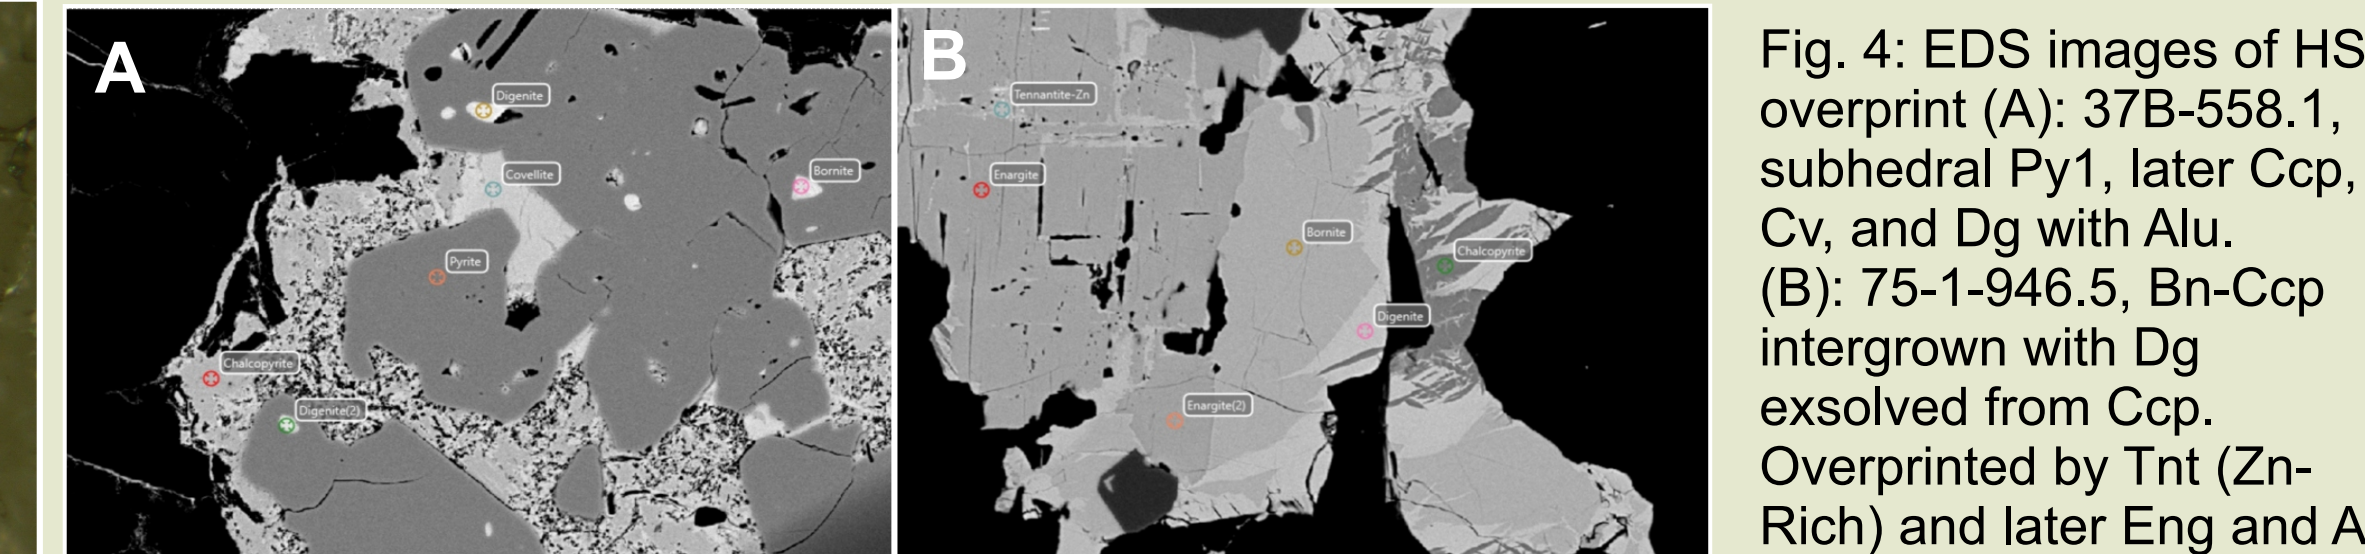 A
Digenite
Covellite
Bornite
Pyrite
Chalcopyrite
Digenite(2)
B
Tennantite-Zn
Enargite
Bornite
Chalcopyrite
Digenite
Enargite(2)
Fig. 4: EDS images of HS
overprint (A): 37B-558.1,
subhedral Py1, later Ccp,
Cv, and Dg with Alu.
(B): 75-1-946.5, Bn-Ccp
intergrown with Dg
exsolved from Ccp.
Overprinted by Tnt (Zn-
Rich) and later Eng and A